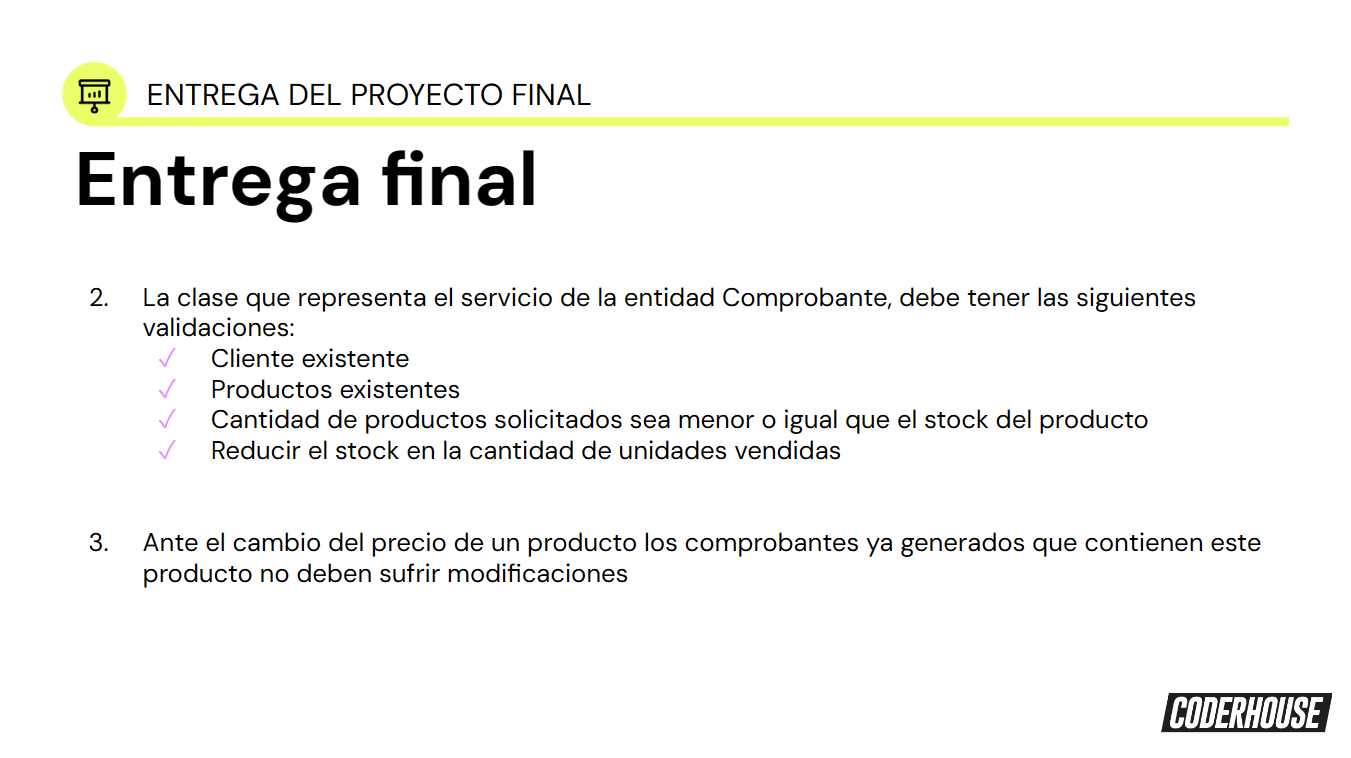 ENTREGA DEL PROYECTO FINAL
Entrega final
2. La clase que representa el servicio de la entidad Comprobante, debe tener las siguientes
validaciones:
✓ Cliente existente
✓ Productos existentes
✓ Cantidad de productos solicitados sea menor o igual que el stock del producto
✓ Reducir el stock en la cantidad de unidades vendidas
3. Ante el cambio del precio de un producto los comprobantes ya generados que contienen este
producto no deben sufrir modificaciones
CODERHOUSE